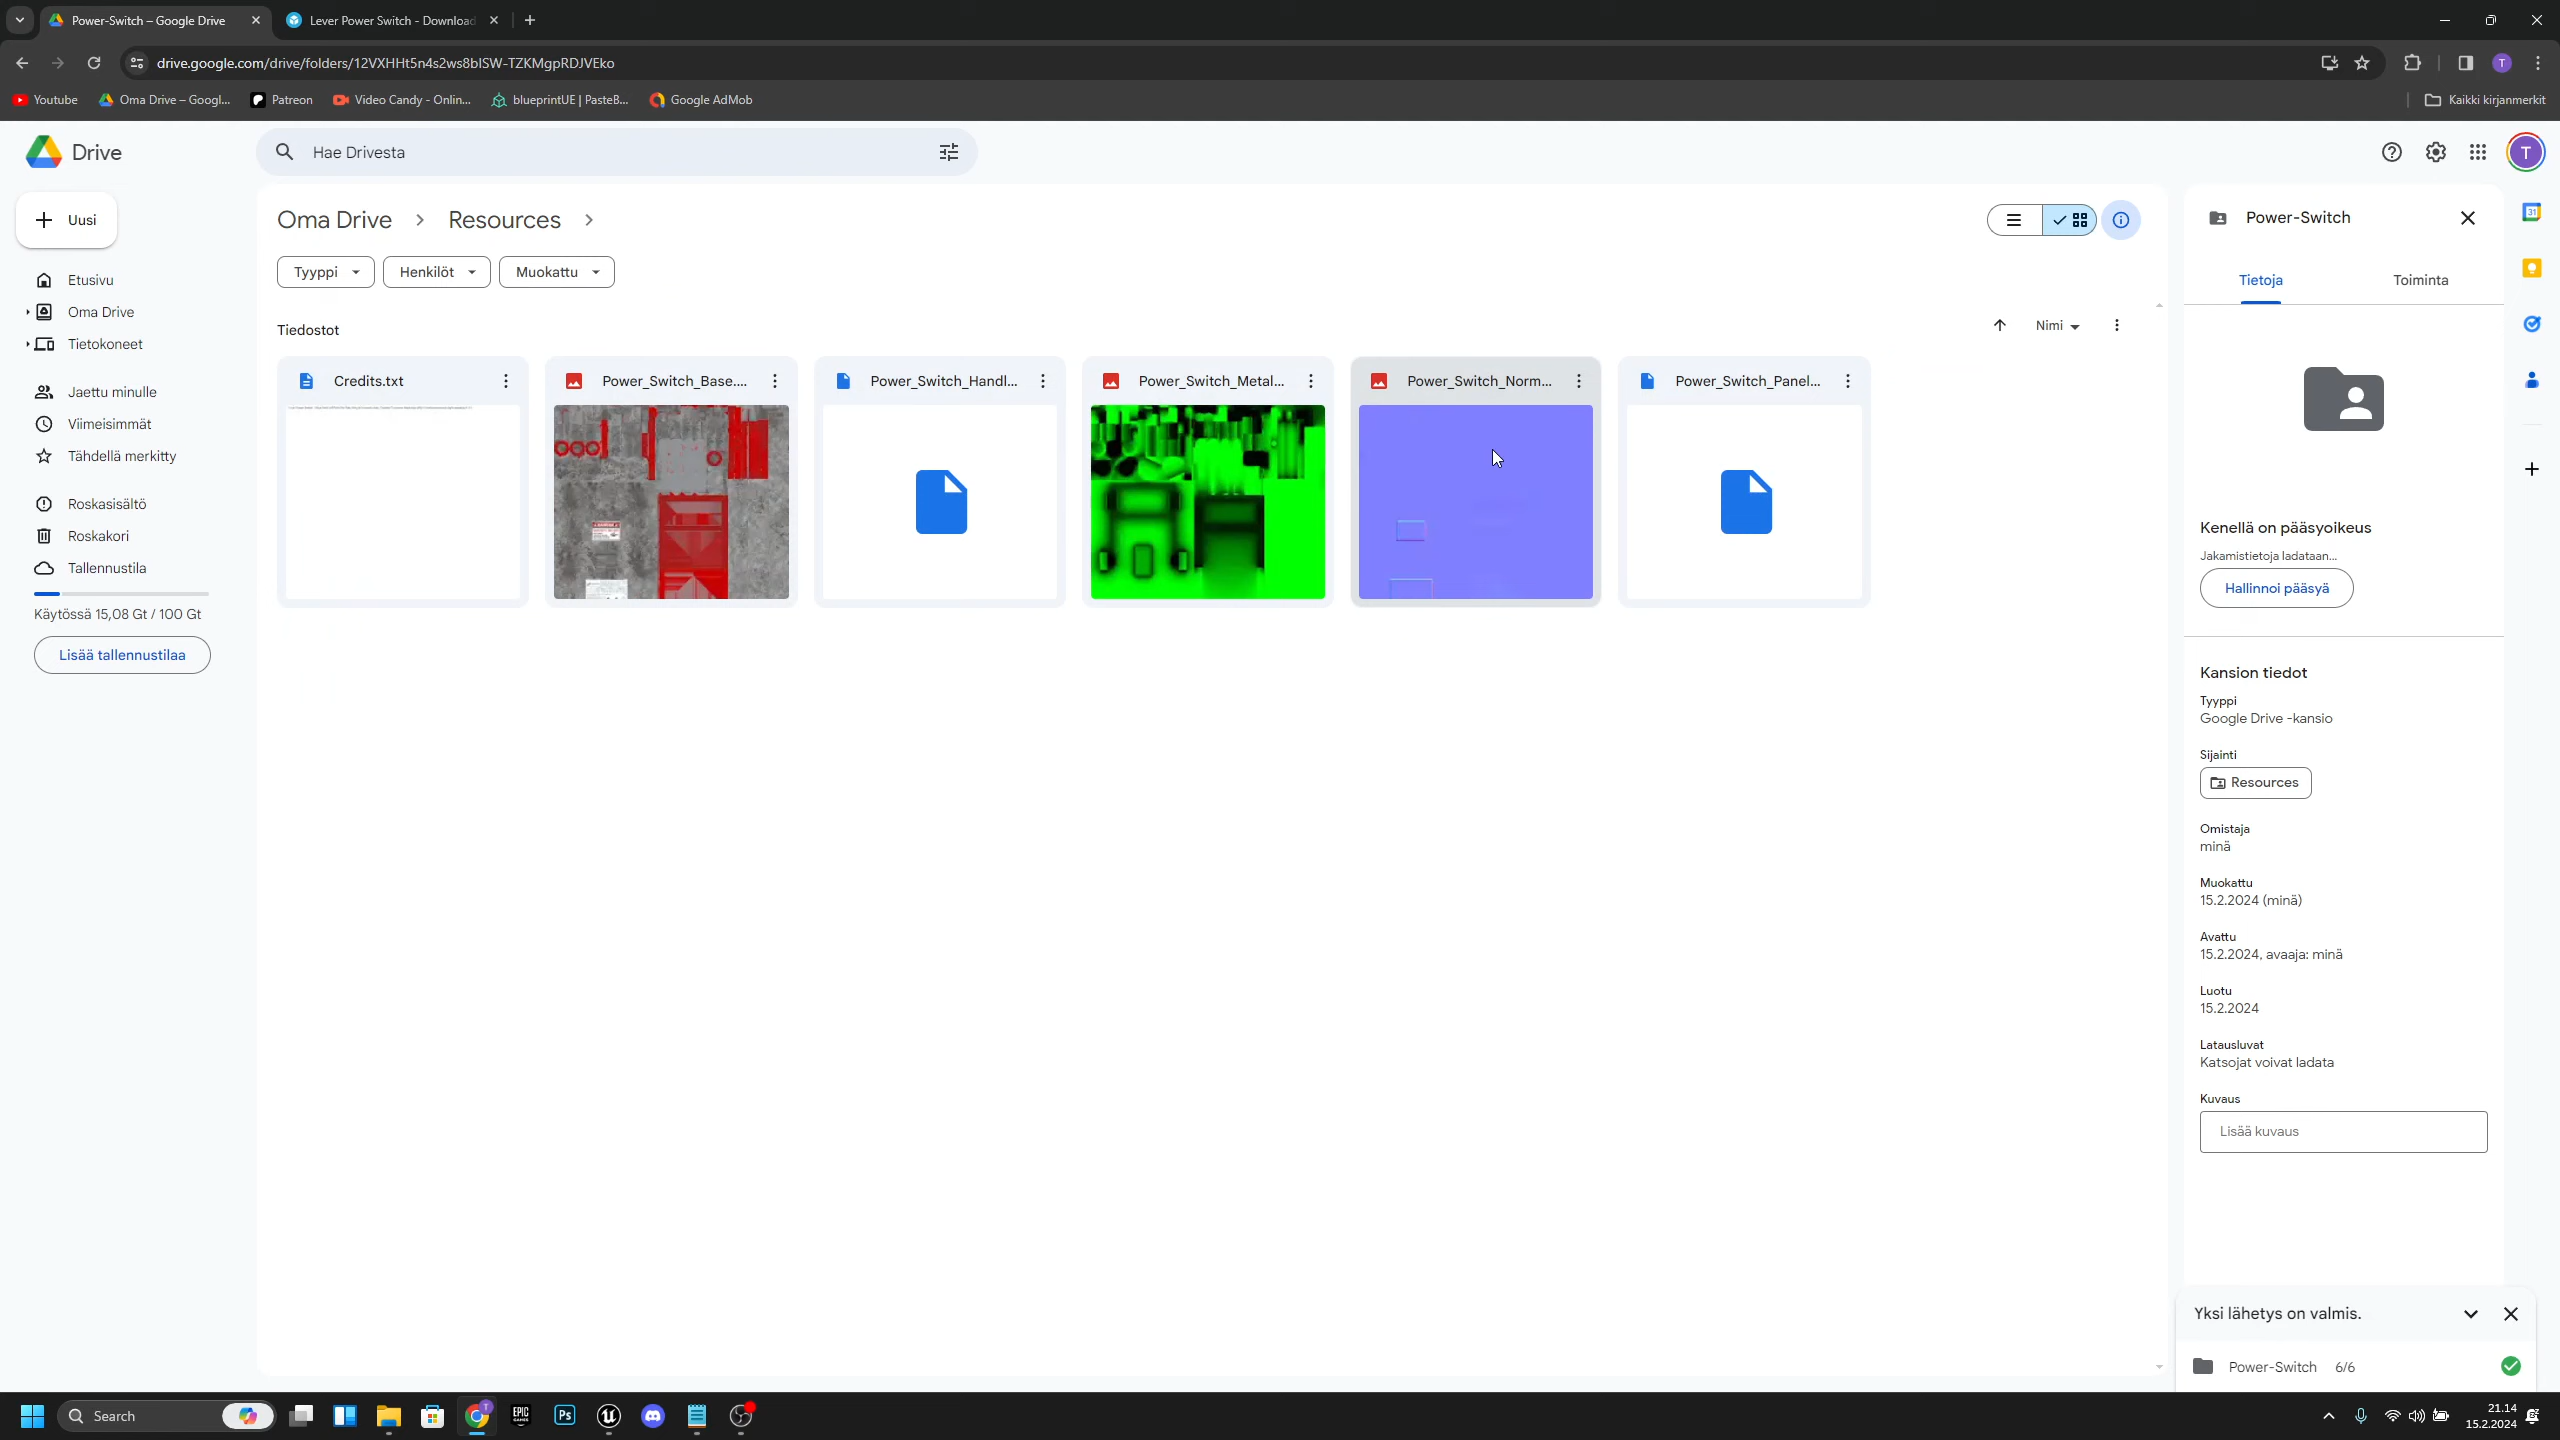 Power-Switch – Google Drive
Lever Power Switch - Download
drive.google.com/drive/folders/12VXHHt5n4s2ws8bISW-TZKMgpRDJVEko
T
Youtube
Oma Drive – Googl...
Patreon
Video Candy - Onlin...
blueprintUE | PasteB...
Google AdMob
Kaikki kirjanmerkit
Drive
Hae Drivesta
T
Uusi
Oma Drive
Resources
Power-Switch
31
Tyyppi
Henkilöt
Muokattu
Etusivu
Tietoja
Toiminta
Oma Drive
Tiedostot
Nimi
Tietokoneet
Credits.txt
Power_Switch_Base....
Power_Switch_Handl...
Power_Switch_Metal...
Power_Switch_Norm...
Power_Switch_Panel...
Jaettu minulle
Viimeisimmät
Tähdellä merkitty
Roskasisältö
Roskakori
Tallennustila
Käytössä 15,08 Gt / 100 Gt
Lisää tallennustilaa
Kenellä on pääsyoikeus
Jakamistietoja ladataan...
Hallinnoi pääsyä
Kansion tiedot
Tyyppi
Google Drive -kansio
Sijainti
Resources
Omistaja
minä
Muokattu
15.2.2024 (minä)
Avattu
15.2.2024, avaaja: minä
Luotu
15.2.2024
Latausluvat
Katsojat voivat ladata
Kuvaus
Lisää kuvaus
Yksi lähetys on valmis.
Power-Switch 6/6
Search
T
EPIC
GAMES
Ps
21.14
15.2.2024